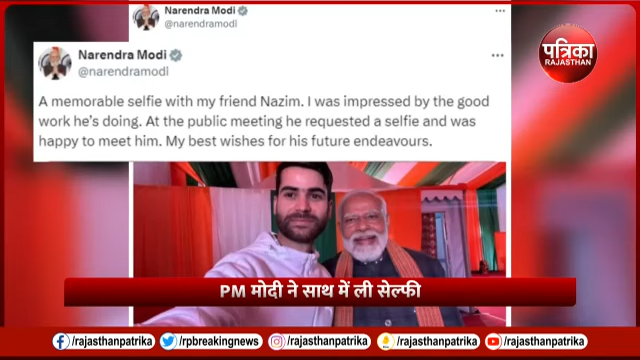 Narendra Modi
@narendramodi
पत्रिका
RAJASTHAN
Narendra Modi
@narendramodi
A memorable selfie with my friend Nazim. I was impressed by the good
work he's doing. At the public meeting he requested a selfie and was
happy to meet him. My best wishes for his future endeavours.
PM मोदी ने साथ में ली सेल्फी
/rajasthanpatrika
/rpbreakingnews
/rajasthanpatrika
/rajasthanpatrika
/rajasthanpatrika